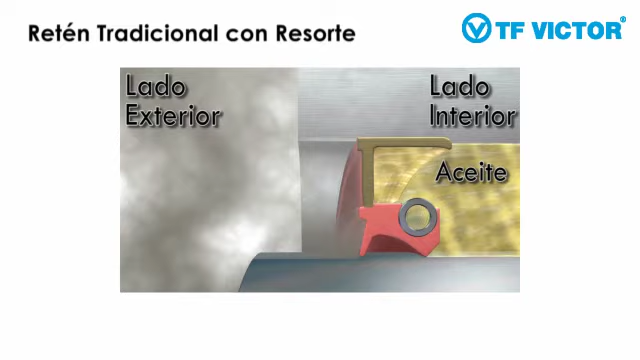 Retén Tradicional con Resorte
TF VICTOR®
Lado
Exterior
Lado
Interior
Aceite